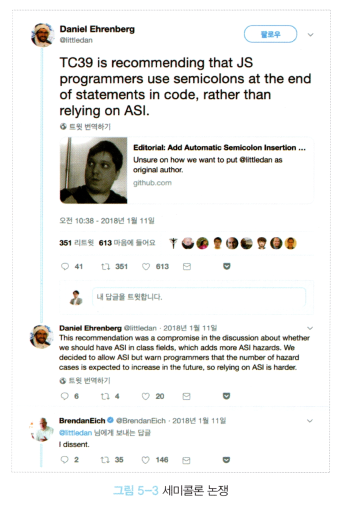 Daniel Ehrenberg
@littledan
팔로우
TC39 is recommending that JS
programmers use semicolons at the end
of statements in code, rather than
relying on ASI.
트윗 번역하기
Editorial: Add Automatic Semicolon Insertion ...
Unsure on how we want to put @littledan as
original author.
github.com
오전 10:38 - 2018년 1월 11일
351 리트윗 613 마음에 들어요
41 351 613
내 답글을 트윗합니다.
Daniel Ehrenberg @littledan · 2018년 1월 11일
This recommendation was a compromise in the discussion about whether
we should have ASI in class fields, which adds more ASI hazards. We
decided to allow ASI but warn programmers that the number of hazard
cases is expected to increase in the future, so relying on ASI is harder.
트윗 번역하기
6 4 20
BrendanEich @BrendanEich · 2018년 1월 11일
@littledan 님에게 보내는 답글
I dissent.
2 35 146
그림 5-3 세미콜론 논쟁